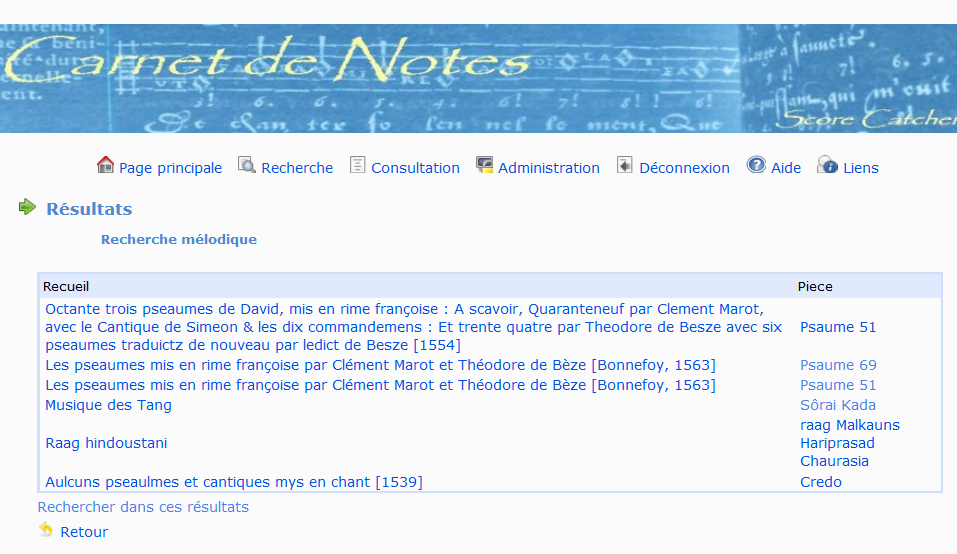 Carnet de Notes
Score Catcher
Page principale Recherche Consultation Administration Déconnexion Aide Liens
Résultats
Recherche mélodique
Recueil Piece
Octante trois pseaumes de David, mis en rime françoise : A scavoir, Quaranteneuf par Clement Marot,
avec le Cantique de Simeon & les dix commandemens : Et trente quatre par Theodore de Besze avec six Psaume 51
pseaumes traduictz de nouveau par ledict de Besze [1554]
Les pseaumes mis en rime françoise par Clément Marot et Théodore de Bèze [Bonnefoy, 1563] Psaume 69
Les pseaumes mis en rime françoise par Clément Marot et Théodore de Bèze [Bonnefoy, 1563] Psaume 51
Musique des Tang Sôrai Kada
raag Malkauns
Raag hindoustani Hariprasad
Chaurasia
Aulcuns pseaulmes et cantiques mys en chant [1539] Credo
Rechercher dans ces résultats
Retour